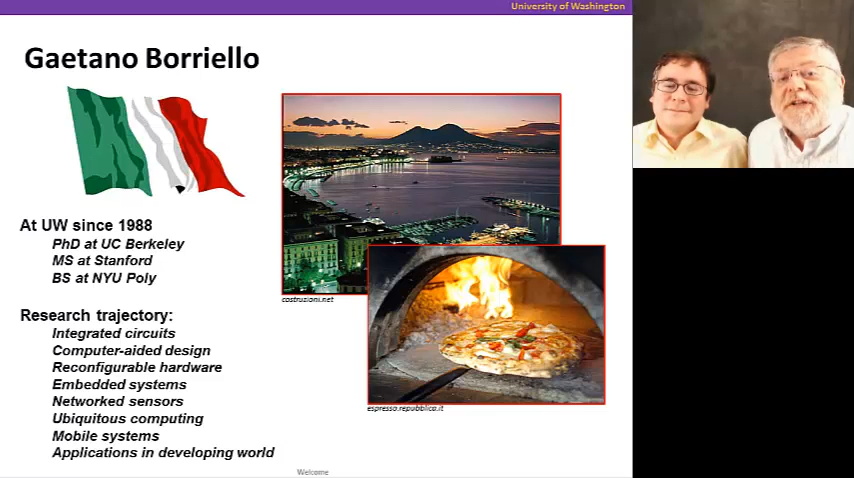 University of Washington
Gaetano Borriello
At UW since 1988
PhD at UC Berkeley
MS at Stanford
BS at NYU Poly
costruzioni.net
Research trajectory:
Integrated circuits
Computer-aided design
Reconfigurable hardware
Embedded systems
Networked sensors
Ubiquitous computing
Mobile systems
Applications in developing world
espresso.repubblica.it
Welcome